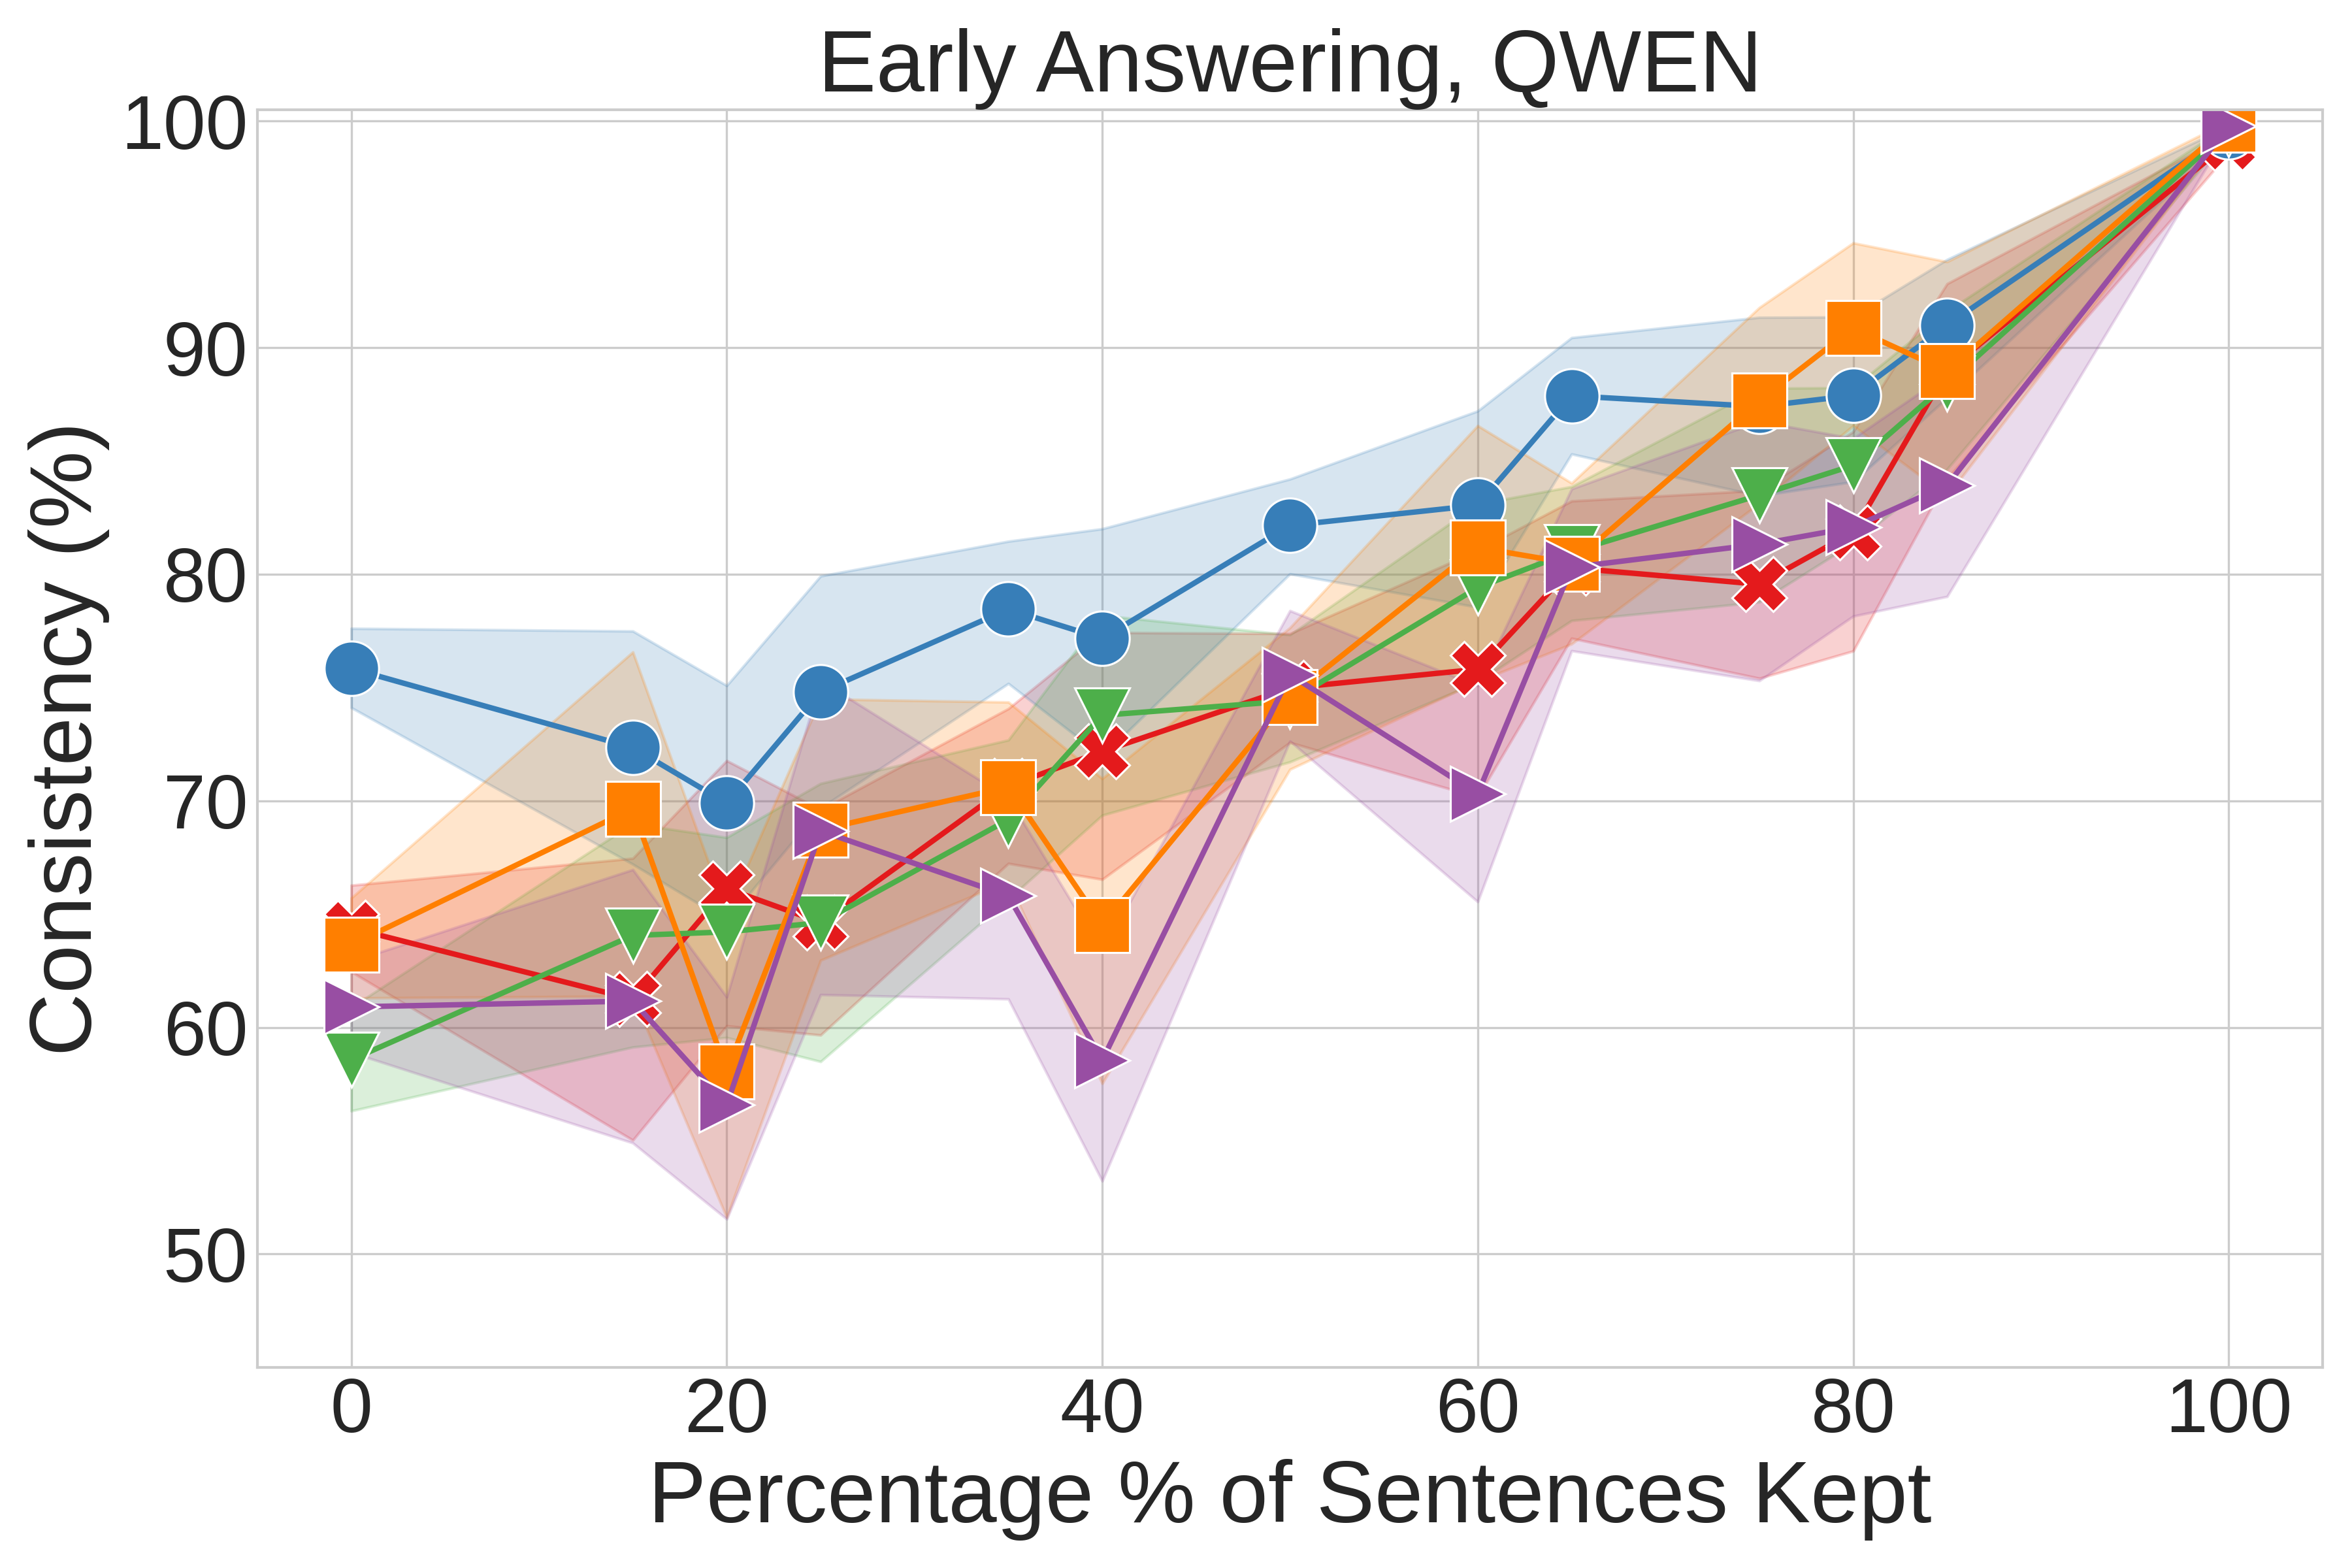 Early Answering, QWEN
100
90
80
70
60
50
Consistency (%)
0 20 40 60 80 100
Percentage % of Sentences Kept